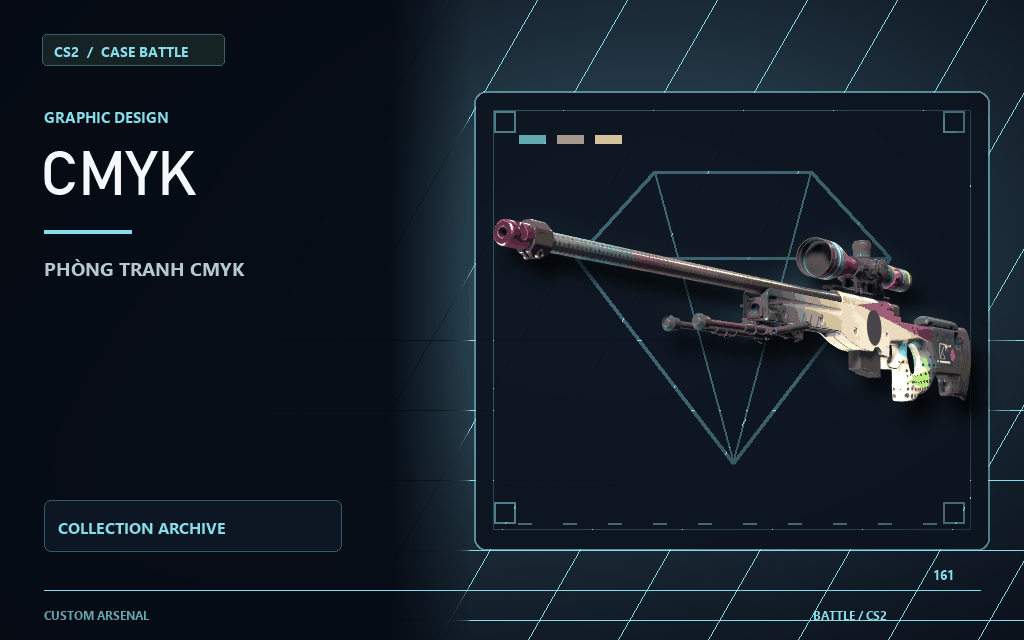 CS2 / CASE BATTLE
GRAPHIC DESIGN
CMYK
PHÒNG TRANH CMYK
COLLECTION ARCHIVE
161
CUSTOM ARSENAL
BATTLE / CS2